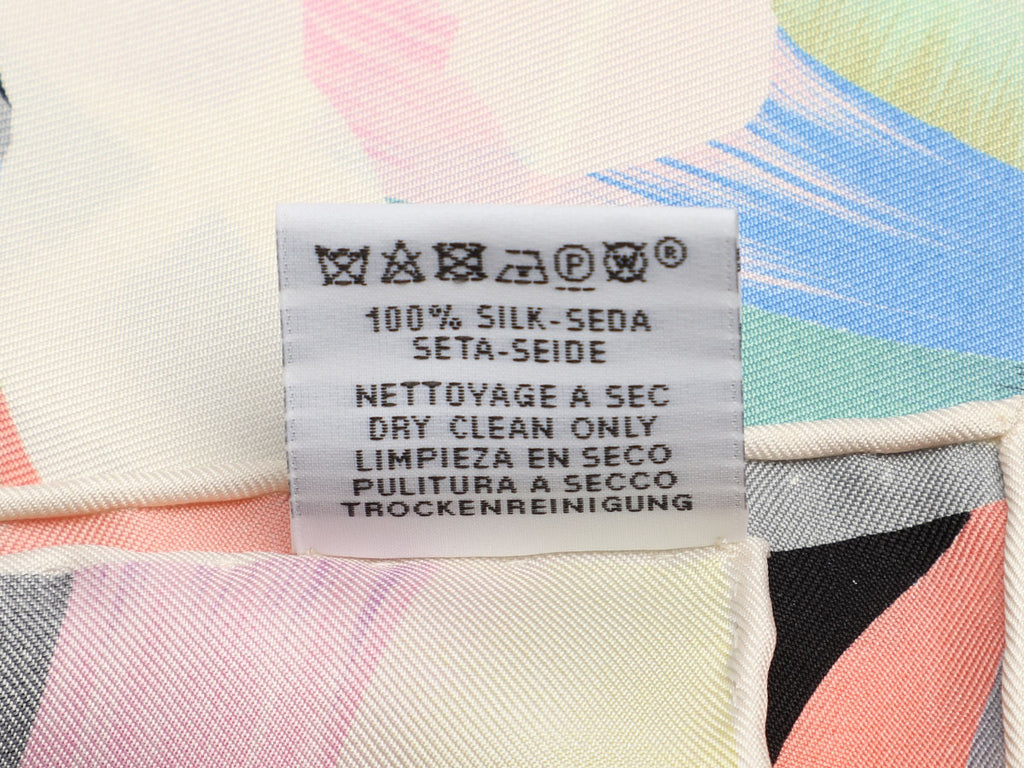 P W ®
100% SILK-SEDA
SETA-SEIDE
NETTOYAGE A SEC
DRY CLEAN ONLY
LIMPIEZA EN SECO
PULITURA A SECCO
TROCKENREINIGUNG